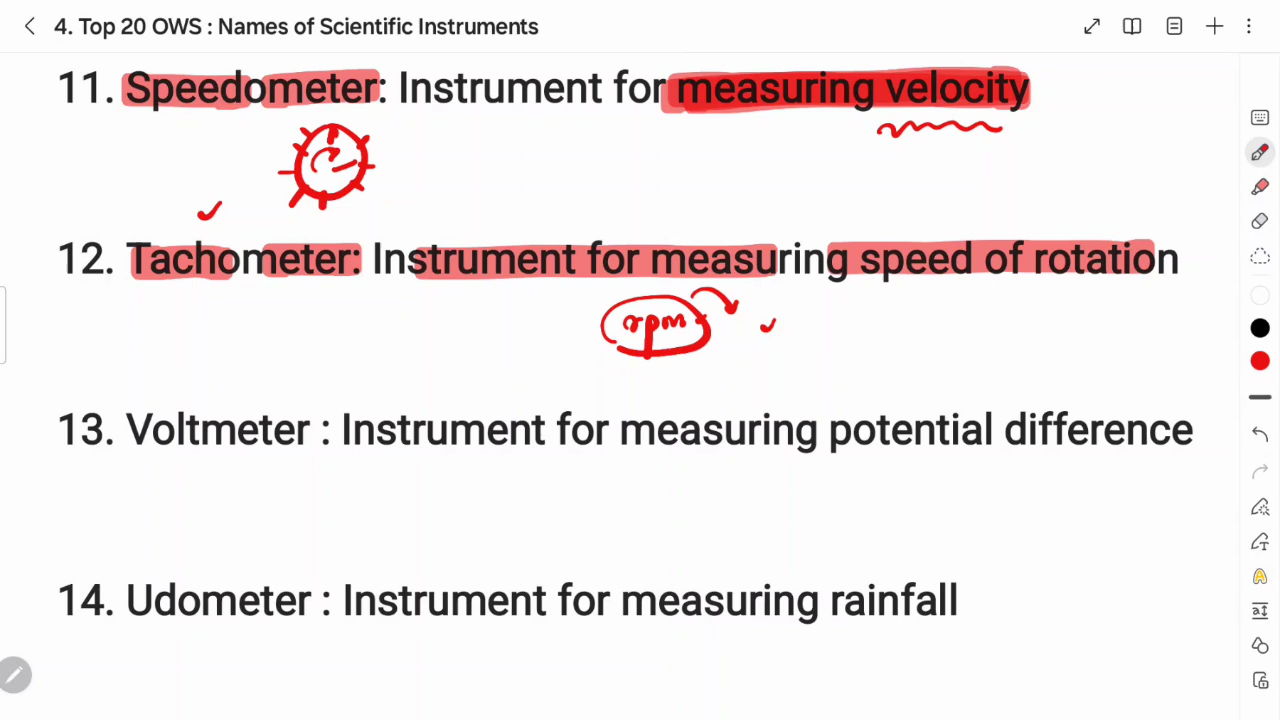 4. Top 20 OWS : Names of Scientific Instruments
11. Speedometer: Instrument for measuring velocity
12. Tachometer: Instrument for measuring speed of rotation
rpm
13. Voltmeter : Instrument for measuring potential difference
14. Udometer : Instrument for measuring rainfall